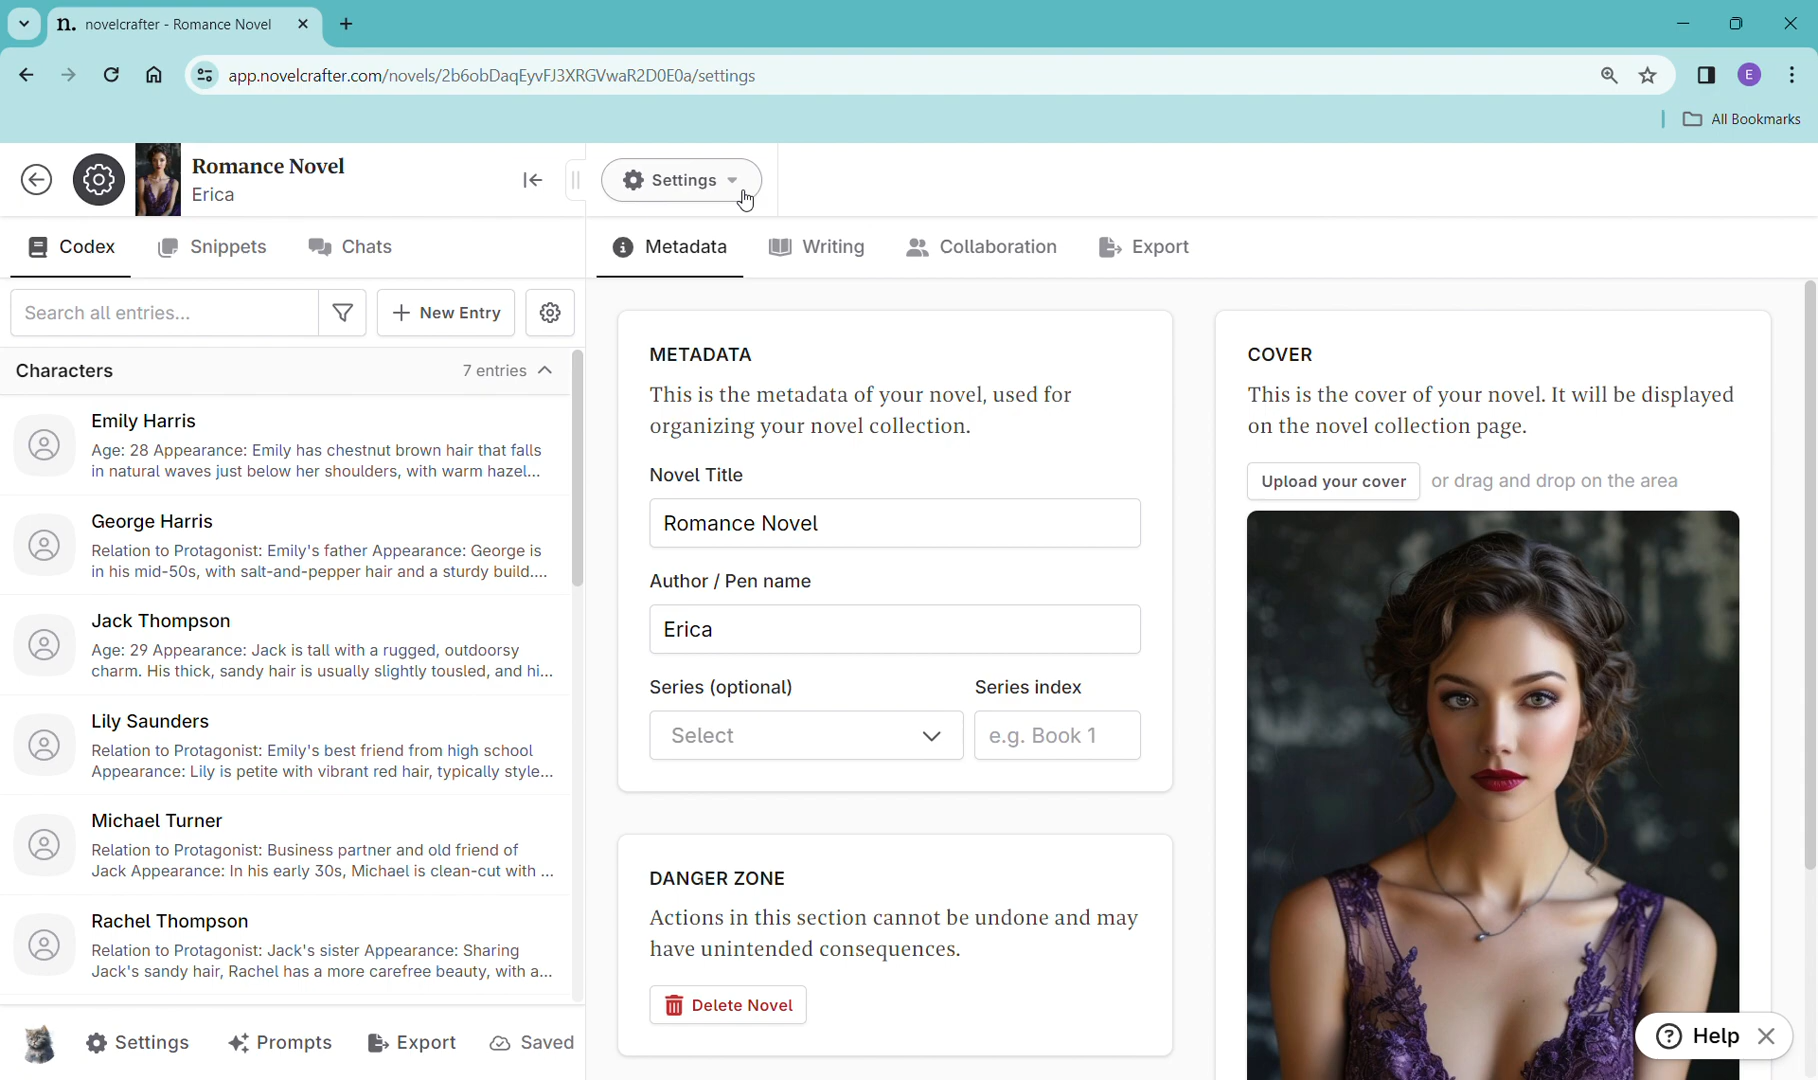 n. novelcrafter - Romance Novel
app.novelcrafter.com/novels/2b6obDaqEyvFJ3XRGVwaR2D0E0a/settings
E
All Bookmarks
Romance Novel
Erica
Settings
Codex
Snippets
Chats
Metadata
Writing
Collaboration
Export
Search all entries...
New Entry
Characters
7 entries
Emily Harris
Age: 28 Appearance: Emily has chestnut brown hair that falls
in natural waves just below her shoulders, with warm hazel...
George Harris
Relation to Protagonist: Emily's father Appearance: George is
in his mid-50s, with salt-and-pepper hair and a sturdy build....
Jack Thompson
Age: 29 Appearance: Jack is tall with a rugged, outdoorsy
charm. His thick, sandy hair is usually slightly tousled, and hi...
Lily Saunders
Relation to Protagonist: Emily's best friend from high school
Appearance: Lily is petite with vibrant red hair, typically style...
Michael Turner
Relation to Protagonist: Business partner and old friend of
Jack Appearance: In his early 30s, Michael is clean-cut with ...
Rachel Thompson
Relation to Protagonist: Jack's sister Appearance: Sharing
Jack's sandy hair, Rachel has a more carefree beauty, with a...
Settings
Prompts
Export
Saved
METADATA
This is the metadata of your novel, used for
organizing your novel collection.
Novel Title
Romance Novel
Author / Pen name
Erica
Series (optional)
Series index
Select
e.g. Book 1
DANGER ZONE
Actions in this section cannot be undone and may
have unintended consequences.
Delete Novel
COVER
This is the cover of your novel. It will be displayed
on the novel collection page.
Upload your cover
or drag and drop on the area
Help